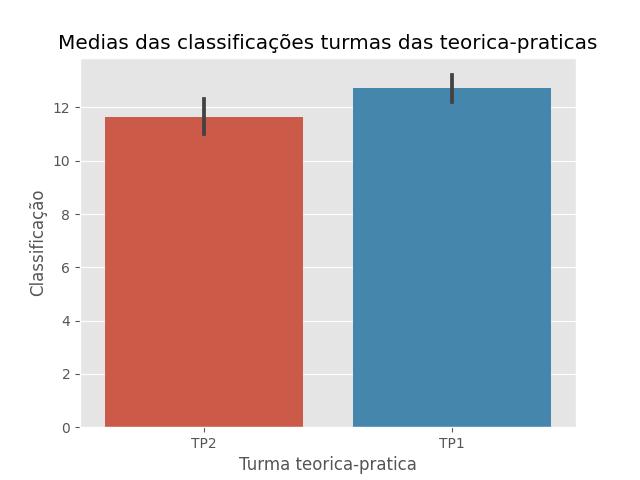 Medias das classificações turmas das teorica-praticas
12
10
8
6
4
2
0
Classificação
TP2 TP1
Turma teorica-pratica